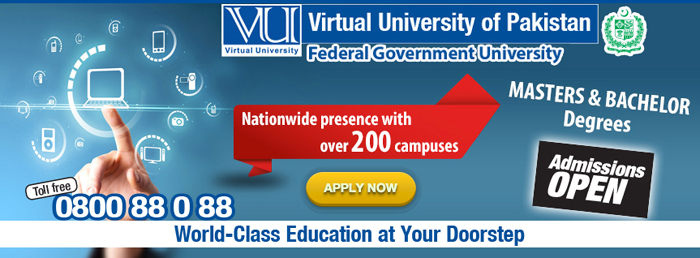 VU
Virtual University
Virtual University of Pakistan
Federal Government University
MASTERS & BACHELOR
Degrees
Nationwide presence with
over 200 campuses
Admissions
OPEN
APPLY NOW
Toll free
0800 88 0 88
World-Class Education at Your Doorstep